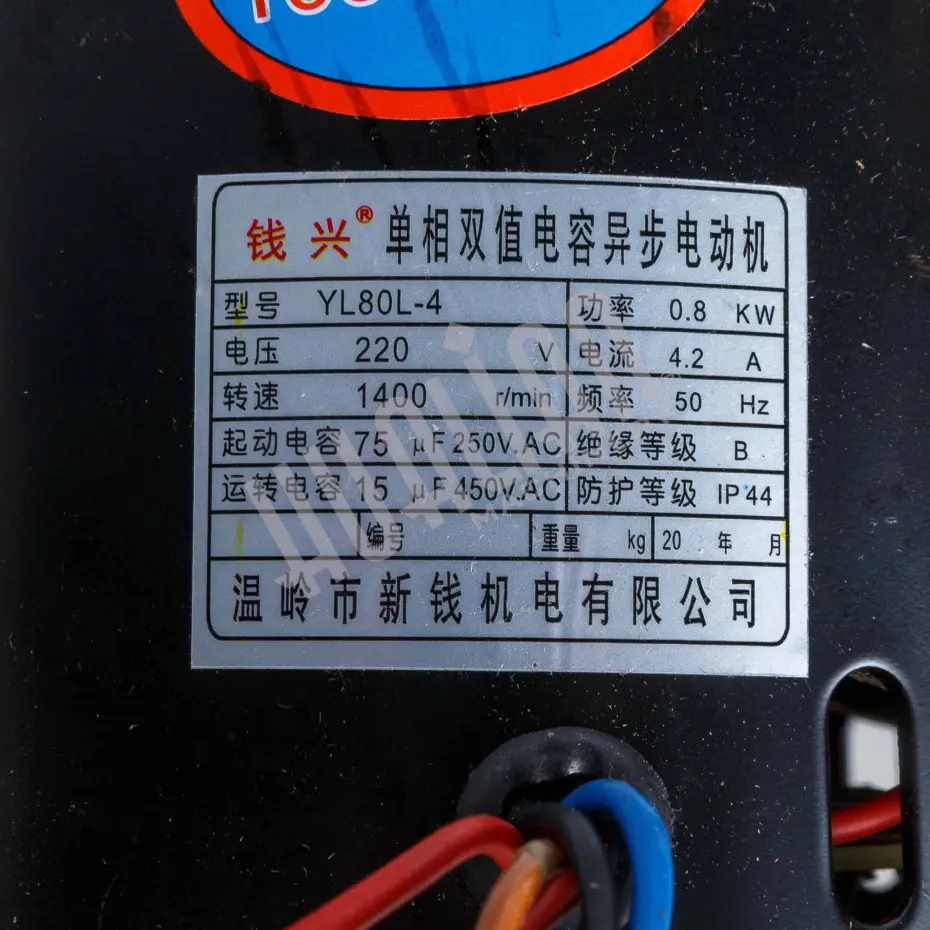 钱兴® 单相双值电容异步电动机
型号 YL80L-4 功率 0.8 KW
电压 220 V 电流 4.2 A
转速 1400 r/min 频率 50 Hz
起动电容 75 μF 250V.AC 绝缘等级 B
运转电容 15 μF 450V.AC 防护等级 IP 44
编号 重量 kg 20 年 月
温岭市新钱机电有限公司